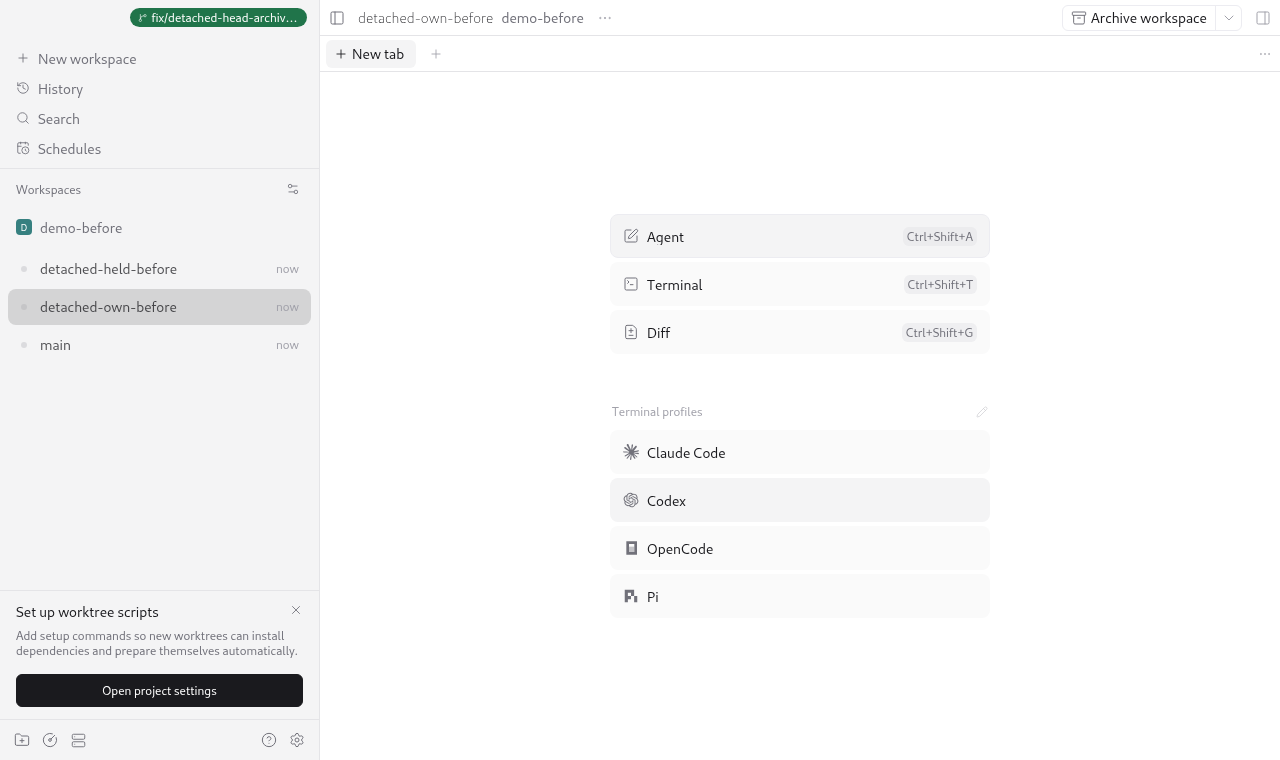 fix/detached-head-archiv...
New workspace
History
Search
Schedules
Workspaces
D demo-before
detached-held-before now
detached-own-before now
main now
Set up worktree scripts
Add setup commands so new worktrees can install
dependencies and prepare themselves automatically.
Open project settings
detached-own-before demo-before
Archive workspace
New tab
Agent Ctrl+Shift+A
Terminal Ctrl+Shift+T
Diff Ctrl+Shift+G
Terminal profiles
Claude Code
Codex
OpenCode
Pi